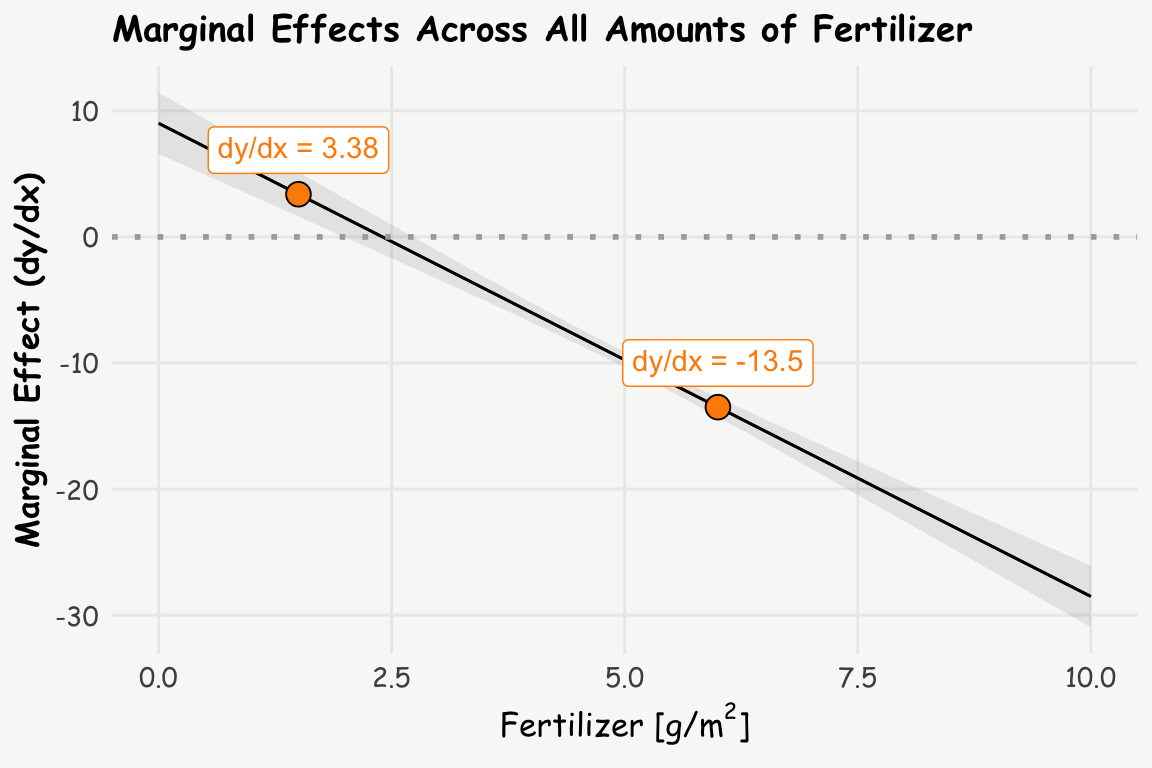 Marginal Effects Across All Amounts of Fertilizer
Marginal Effect (dy/dx)
10
0
-10
-20
-30
dy/dx = 3.38
dy/dx = -13.5
0.0 2.5 5.0 7.5 10.0
Fertilizer [g/m²]